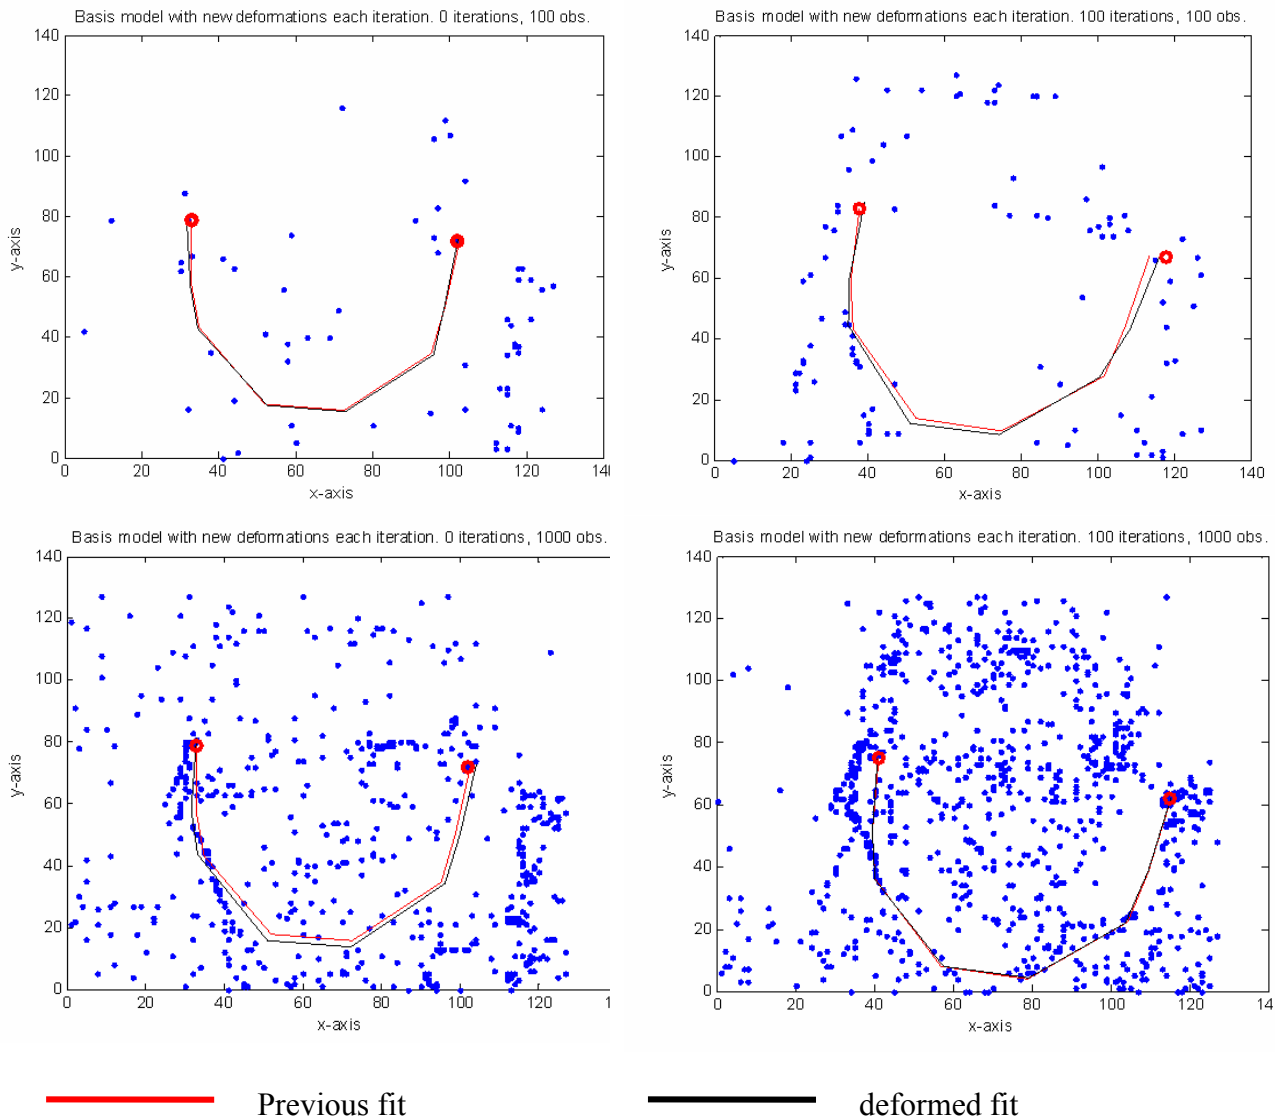 Basis model with new deformations each iteration. 0 iterations, 100 obs.
140
120
100
80
60
40
20
0
y-axis
0 20 40 60 80 100 120 14
x-axis
Basis model with new deformations each iteration. 100 iterations, 100 obs.
140
120
100
80
60
40
20
0
y-axis
0 20 40 60 80 100 120 140
x-axis
Basis model with new deformations each iteration. 0 iterations, 1000 obs.
140
120
100
80
60
40
20
0
y-axis
0 20 40 60 80 100 120
x-axis
Basis model with new deformations each iteration. 100 iterations, 1000 obs.
140
120
100
80
60
40
20
0
y-axis
0 20 40 60 80 100 120 14
x-axis
Previous fit
deformed fit